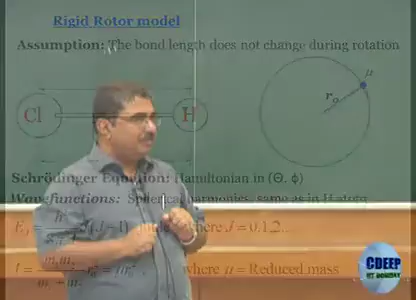 Rigid Rotor model
Assumption: The bond length does not change during rotation
μ
r₀
Cl H
Schrödinger Equation: Hamiltonian in (Θ, ϕ)
Wavefunctions: Spherical harmonics, same as in H atom
where J = 0,1,2...
where μ = Reduced mass
CDEEP
IIT BOMBAY